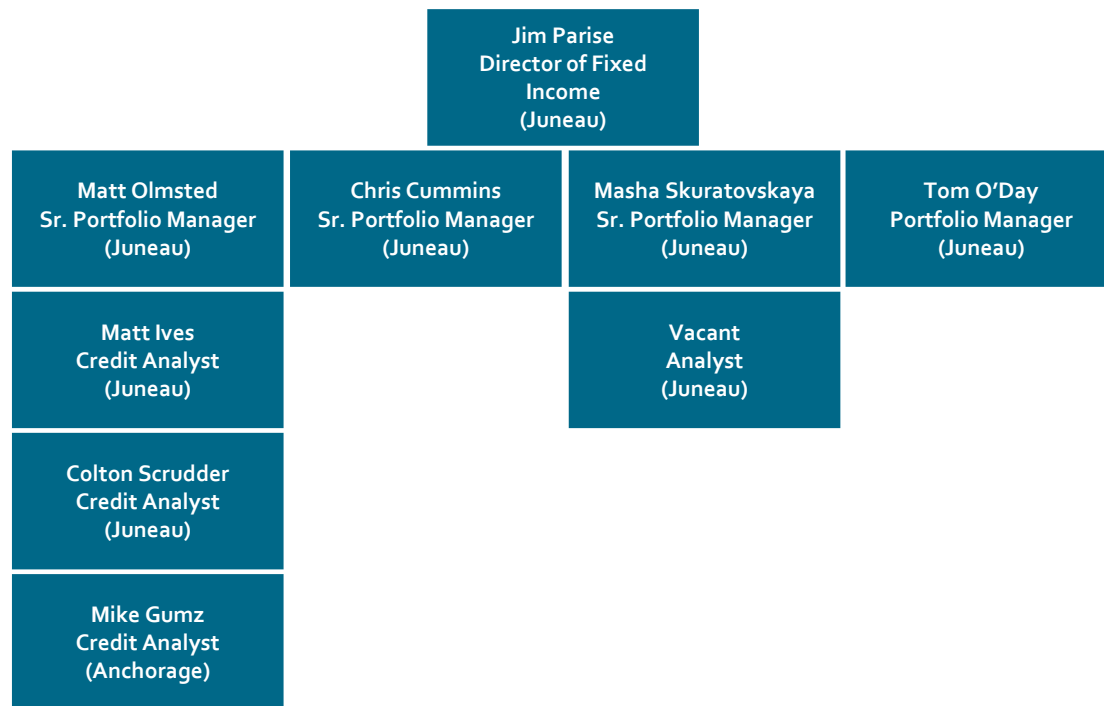 Jim Parise
Director of Fixed
Income
(Juneau)
Matt Olmsted
Sr. Portfolio Manager
(Juneau)
Chris Cummins
Sr. Portfolio Manager
(Juneau)
Masha Skuratovskaya
Sr. Portfolio Manager
(Juneau)
Tom O’Day
Portfolio Manager
(Juneau)
Matt Ives
Credit Analyst
(Juneau)
Vacant
Analyst
(Juneau)
Colton Scrudder
Credit Analyst
(Juneau)
Mike Gumz
Credit Analyst
(Anchorage)